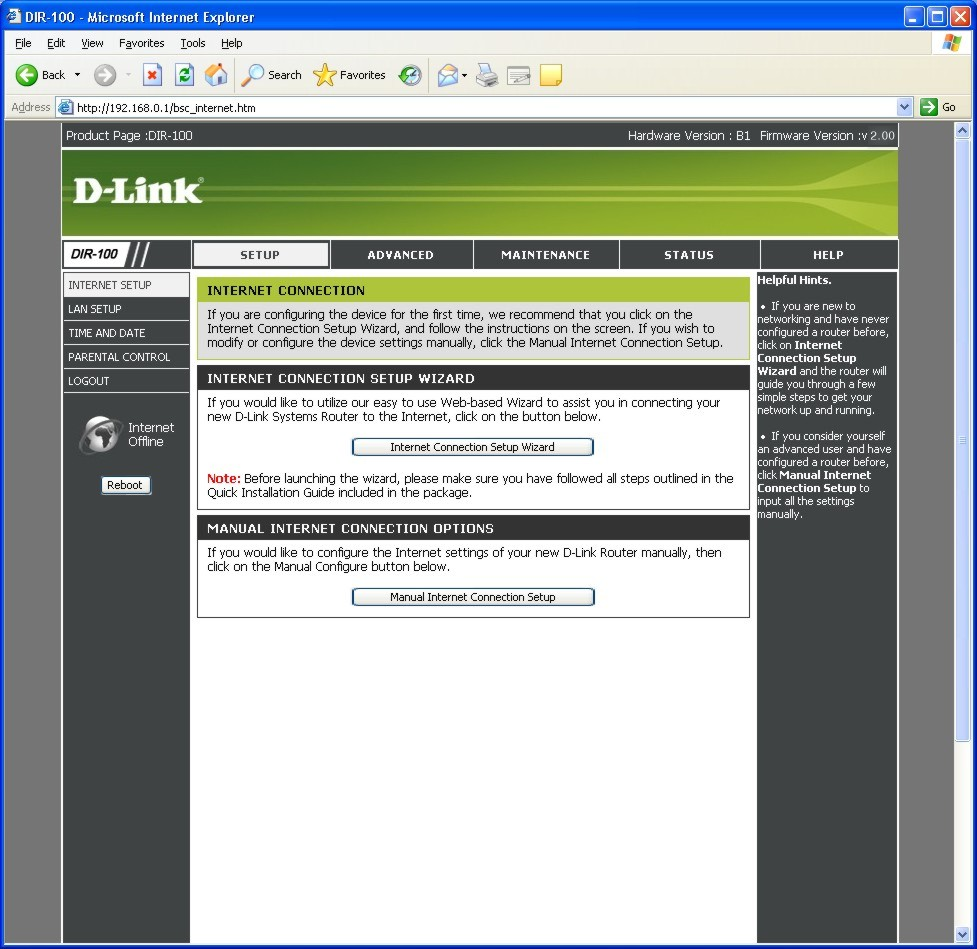 DIR-100 - Microsoft Internet Explorer
File Edit View Favorites Tools Help
Back Search Favorites
Address http://192.168.0.1/bsc_internet.htm Go
Product Page :DIR-100 Hardware Version : B1 Firmware Version :v 2.00
D-Link®
DIR-100 SETUP ADVANCED MAINTENANCE STATUS HELP
INTERNET SETUP
LAN SETUP
TIME AND DATE
PARENTAL CONTROL
LOGOUT
Internet
Offline
Reboot
INTERNET CONNECTION
If you are configuring the device for the first time, we recommend that you click on the
Internet Connection Setup Wizard, and follow the instructions on the screen. If you wish to
modify or configure the device settings manually, click the Manual Internet Connection Setup.
INTERNET CONNECTION SETUP WIZARD
If you would like to utilize our easy to use Web-based Wizard to assist you in connecting your
new D-Link Systems Router to the Internet, click on the button below.
Internet Connection Setup Wizard
Note: Before launching the wizard, please make sure you have followed all steps outlined in the
Quick Installation Guide included in the package.
MANUAL INTERNET CONNECTION OPTIONS
If you would like to configure the Internet settings of your new D-Link Router manually, then
click on the Manual Configure button below.
Manual Internet Connection Setup
Helpful Hints.
• If you are new to
networking and have never
configured a router before,
click on Internet
Connection Setup
Wizard and the router will
guide you through a few
simple steps to get your
network up and running.
• If you consider yourself
an advanced user and have
configured a router before,
click Manual Internet
Connection Setup to
input all the settings
manually.